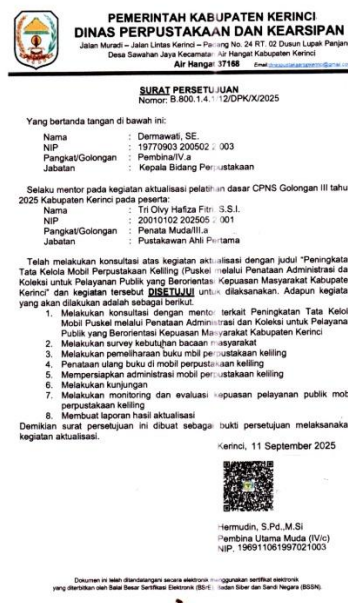 PEMERINTAH KABUPATEN KERINCI
DINAS PERPUSTAKAAN DAN KEARSIPAN
Jalan Muradi – Jalan Lintas Kerinci – Padang No. 24 RT. 02 Dusun Lupak Panjan
Desa Sawahan Jaya Kecamatan Air Hangat Kabupaten Kerinci
Air Hangat 37168
SURAT PERSETUJUAN
Nomor: B.800.1.4.1/12/DPK/X/2025
Yang bertanda tangan di bawah ini:
Nama : Dermawati, SE.
NIP : 19770903 200502 2 003
Pangkat/Golongan : Pembina/IV.a
Jabatan : Kepala Bidang Perpustakaan
Selaku mentor pada kegiatan aktualisasi pelatihan dasar CPNS Golongan III tahu
2025 Kabupaten Kerinci pada peserta:
Nama : Tri Olvy Hafiza Fitri. S.S.I.
NIP : 20010102 202505 2 001
Pangkat/Golongan : Penata Muda/III.a
Jabatan : Pustakawan Ahli Pertama
Telah melakukan konsultasi atas kegiatan aktualisasi dengan judul “Peningkata
Tata Kelola Mobil Perpustakaan Keliling (Puskel melalui Penataan Administrasi da
Koleksi untuk Pelayanan Publik yang Berorientasi Kepuasan Masyarakat Kabupate
Kerinci” dan kegiatan tersebut DISETUJUI untuk dilaksanakan. Adapun kegiata
yang akan dilakukan adalah sebagai berikut.
1. Melakukan konsultasi dengan mentor terkait Peningkatan Tata Kelol
Mobil Puskel melalui Penataan Administrasi dan Koleksi untuk Pelayana
Publik yang Berorientasi Kepuasan Masyarakat Kabupaten Kerinci
2. Melakukan survey kebutuhan bacaan masyarakat
3. Melakukan pemeliharaan buku mbil perpustakaan keliling
4. Penataan ulang buku di mobil perpustakaan keliling
5. Mempersiapkan administrasi mobil perpustakaan keliling
6. Melakukan kunjungan
7. Melakukan monitoring dan evaluasi kepuasan pelayanan publik mob
perpustakaan keliling
8. Membuat laporan hasil aktualisasi
Demikian surat persetujuan ini dibuat sebagai bukti persetujuan melaksanaka
kegiatan aktualisasi.
Kerinci, 11 September 2025
Hermudin, S.Pd.,M.Si
Pembina Utama Muda (IV/c)
NIP. 196911061997021003
Dokumen ini telah ditandatangani secara elektronik menggunakan sertifikat elektronik
yang diterbitkan oleh Balai Besar Sertifikasi Elektronik (BSrE), Badan Siber dan Sandi Negara (BSSN).